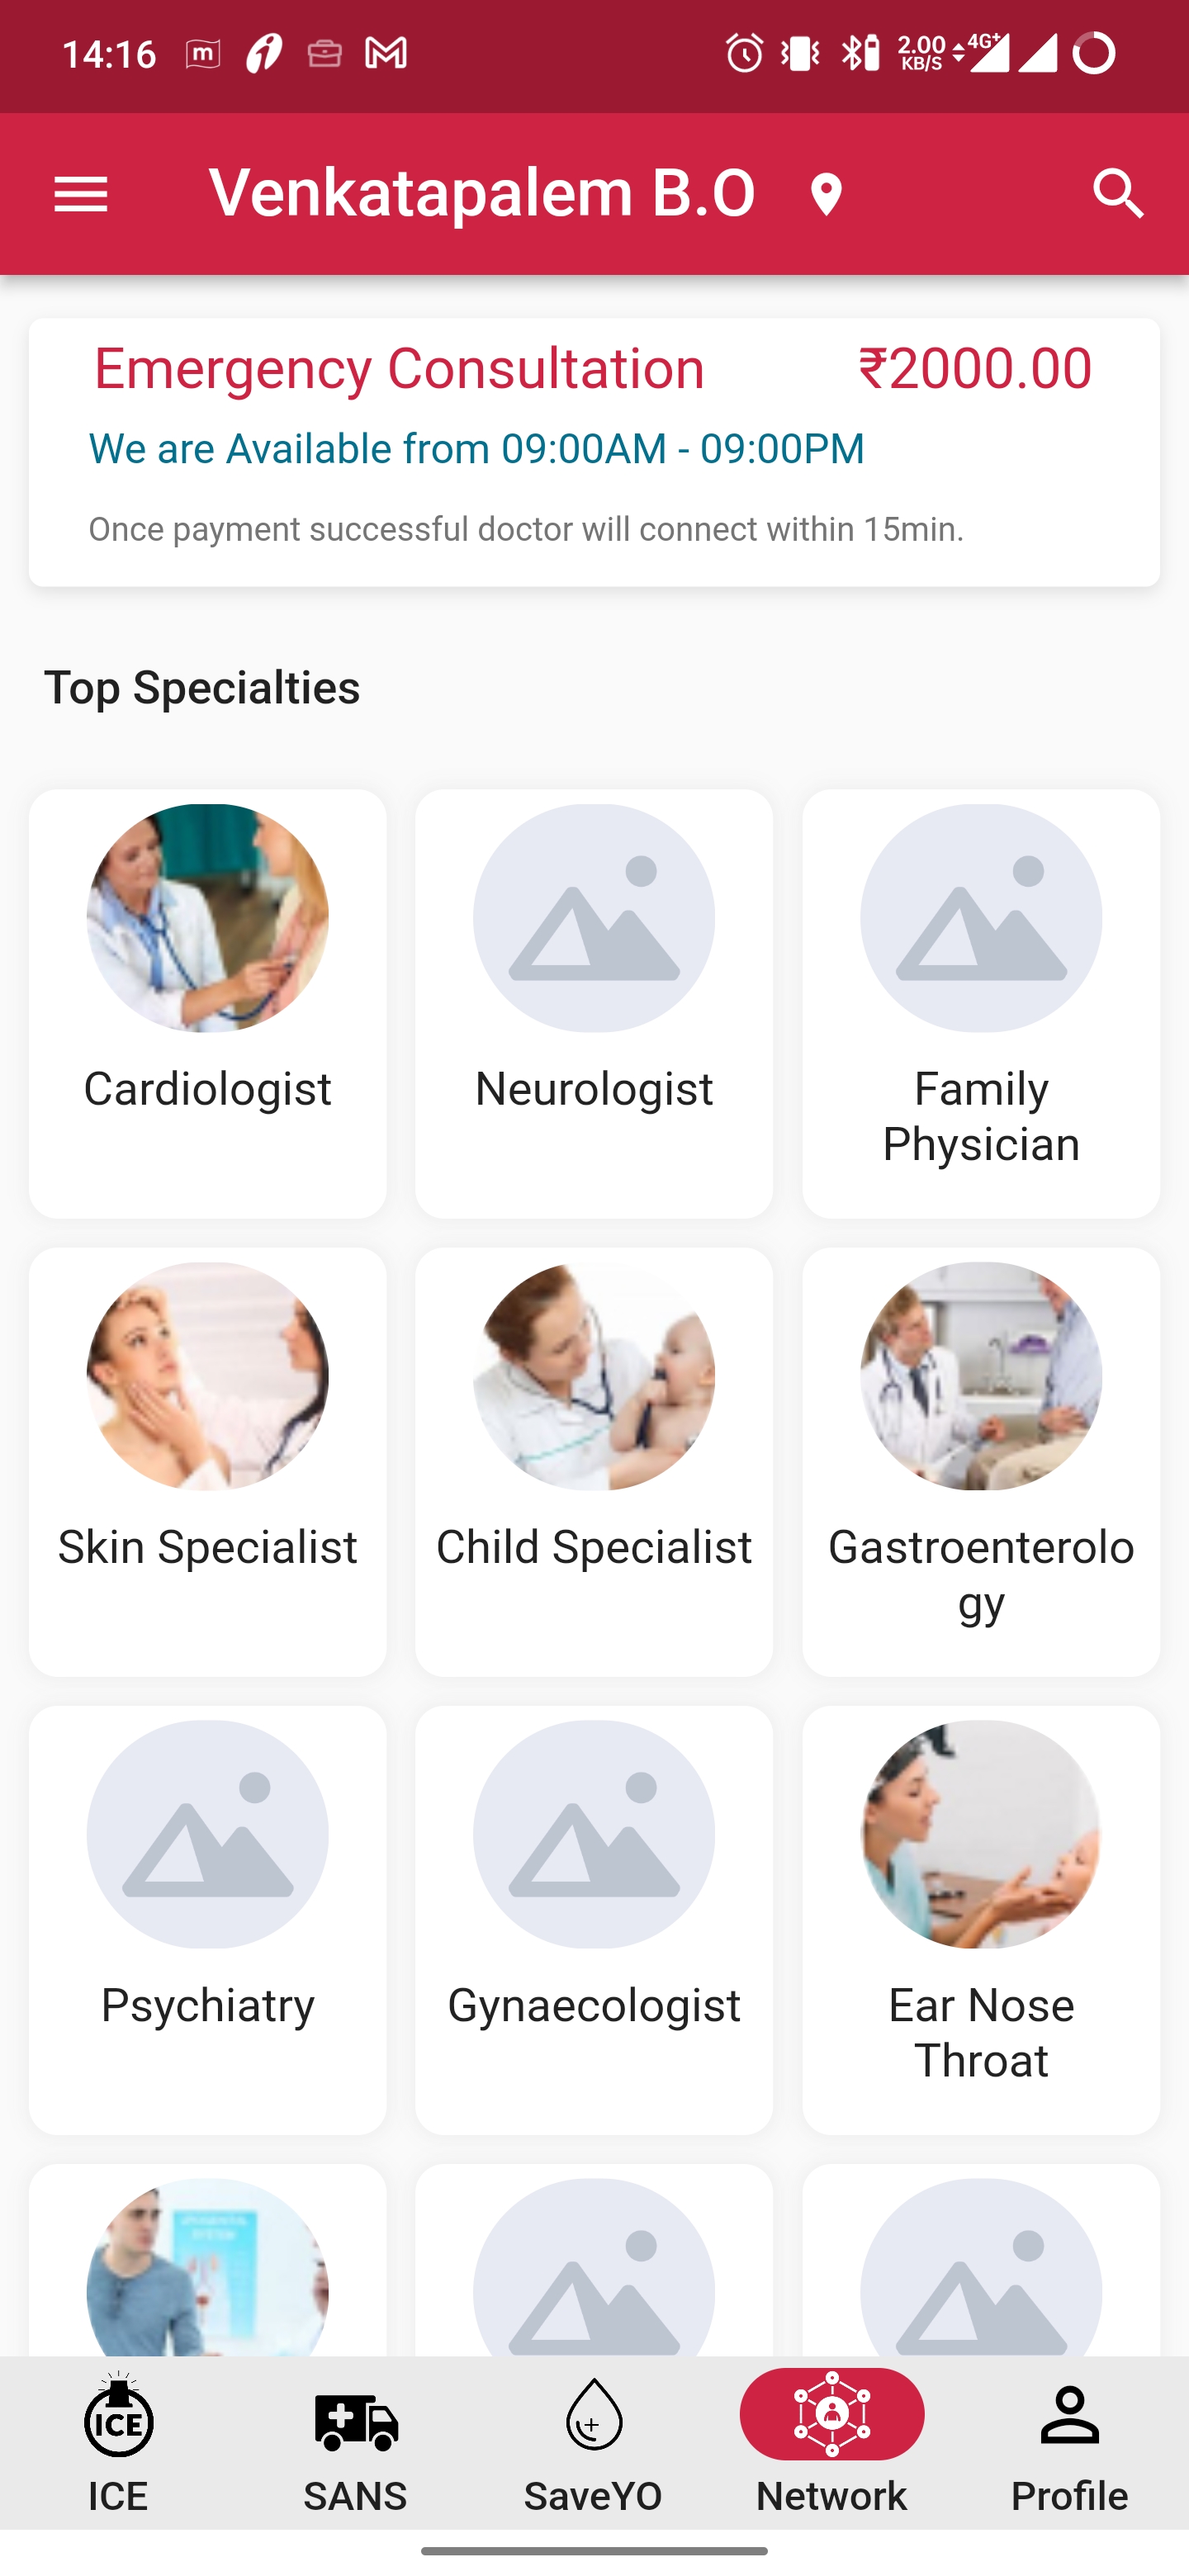 14:16
m
2.00
KB/S
4G+
Venkatapalem B.O
Emergency Consultation ₹2000.00
We are Available from 09:00AM - 09:00PM
Once payment successful doctor will connect within 15min.
Top Specialties
Cardiologist
Neurologist
Family
Physician
Skin Specialist
Child Specialist
Gastroenterolo
gy
Psychiatry
Gynaecologist
Ear Nose
Throat
ICE
ICE
SANS
SaveYO
Network
Profile